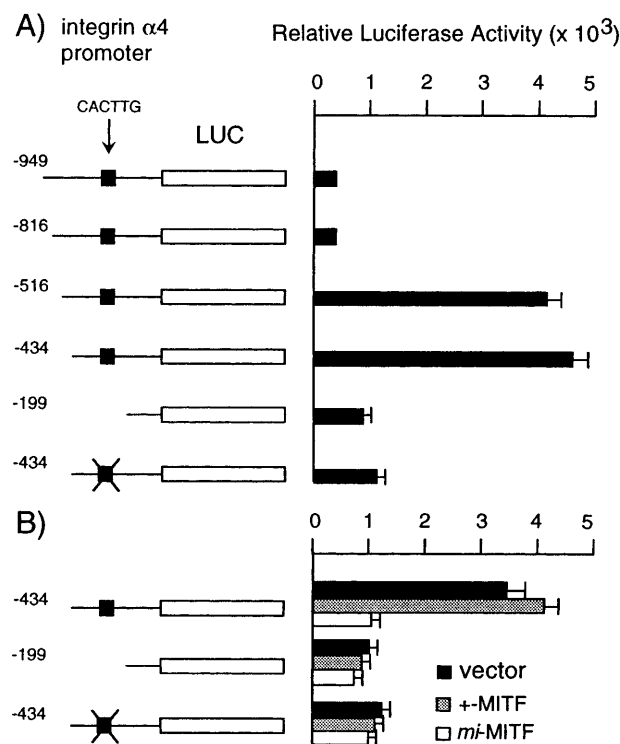 A) integrin α4 promoter
Relative Luciferase Activity (x 10³)
0 1 2 3 4 5
CACTTG
LUC
-949
-816
-516
-434
-199
-434
B)
0 1 2 3 4 5
-434
-199
-434
vector
+-MITF
mi-MITF